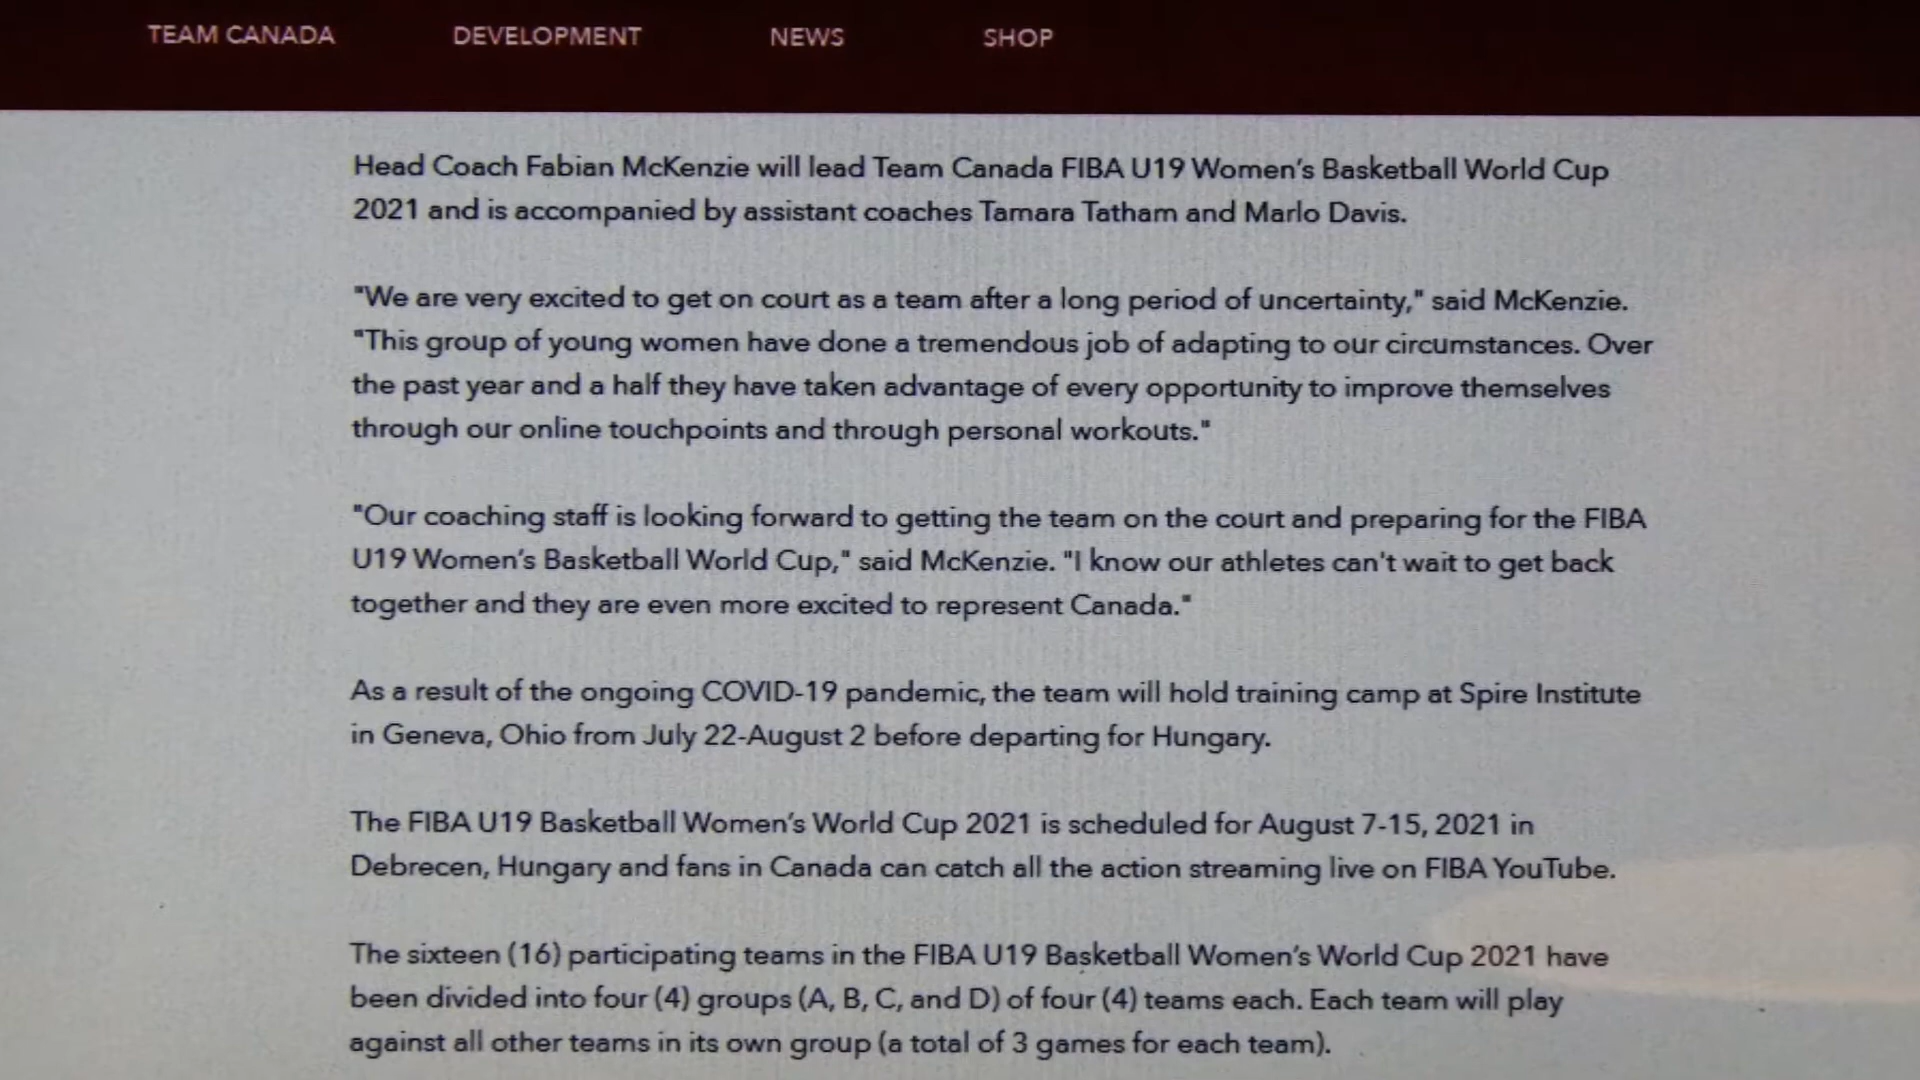 TEAM CANADA DEVELOPMENT NEWS SHOP
Head Coach Fabian McKenzie will lead Team Canada FIBA U19 Women's Basketball World Cup
2021 and is accompanied by assistant coaches Tamara Tatham and Marlo Davis.
"We are very excited to get on court as a team after a long period of uncertainty," said McKenzie.
"This group of young women have done a tremendous job of adapting to our circumstances. Over
the past year and a half they have taken advantage of every opportunity to improve themselves
through our online touchpoints and through personal workouts."
"Our coaching staff is looking forward to getting the team on the court and preparing for the FIBA
U19 Women's Basketball World Cup," said McKenzie. "I know our athletes can't wait to get back
together and they are even more excited to represent Canada."
As a result of the ongoing COVID-19 pandemic, the team will hold training camp at Spire Institute
in Geneva, Ohio from July 22-August 2 before departing for Hungary.
The FIBA U19 Basketball Women's World Cup 2021 is scheduled for August 7-15, 2021 in
Debrecen, Hungary and fans in Canada can catch all the action streaming live on FIBA YouTube.
The sixteen (16) participating teams in the FIBA U19 Basketball Women's World Cup 2021 have
been divided into four (4) groups (A, B, C, and D) of four (4) teams each. Each team will play
against all other teams in its own group (a total of 3 games for each team).